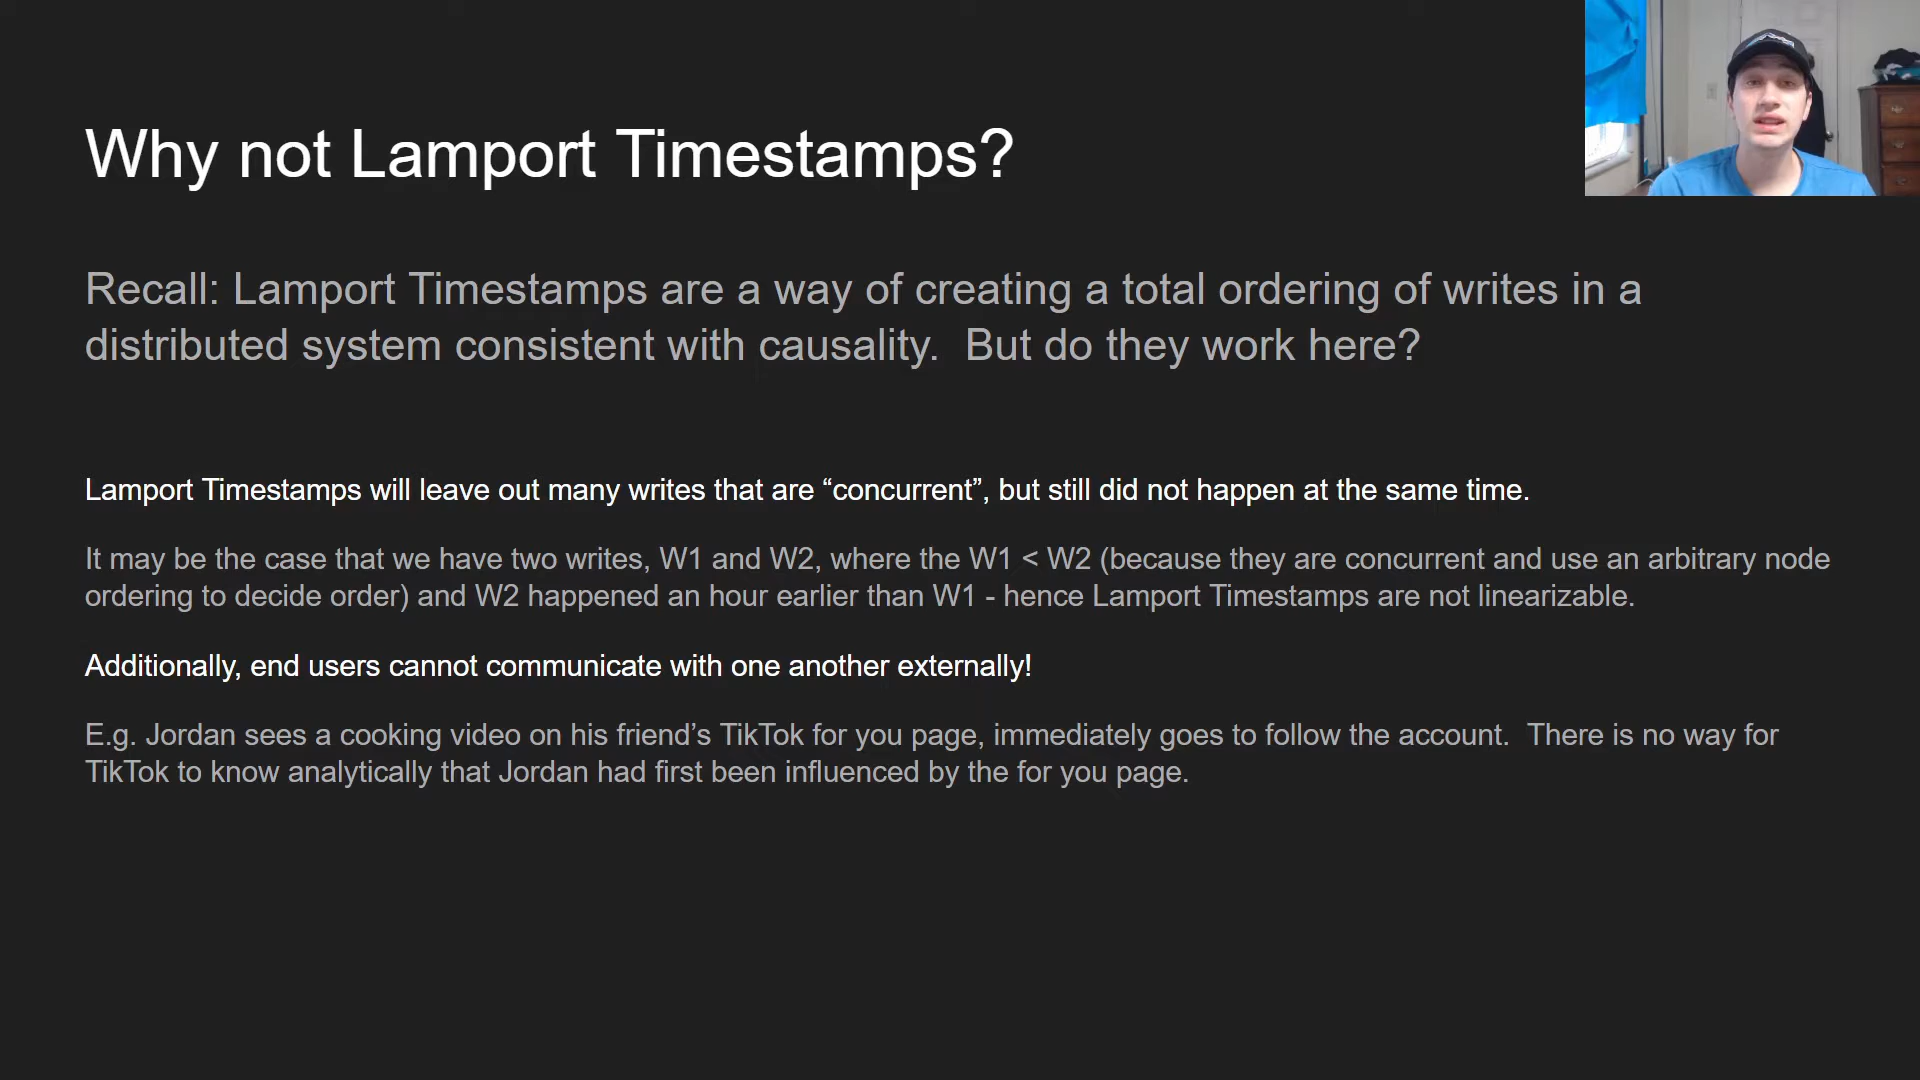 Why not Lamport Timestamps?
Recall: Lamport Timestamps are a way of creating a total ordering of writes in a
distributed system consistent with causality.  But do they work here?
Lamport Timestamps will leave out many writes that are “concurrent”, but still did not happen at the same time.
It may be the case that we have two writes, W1 and W2, where the W1 < W2 (because they are concurrent and use an arbitrary node
ordering to decide order) and W2 happened an hour earlier than W1 - hence Lamport Timestamps are not linearizable.
Additionally, end users cannot communicate with one another externally!
E.g. Jordan sees a cooking video on his friend’s TikTok for you page, immediately goes to follow the account.  There is no way for
TikTok to know analytically that Jordan had first been influenced by the for you page.